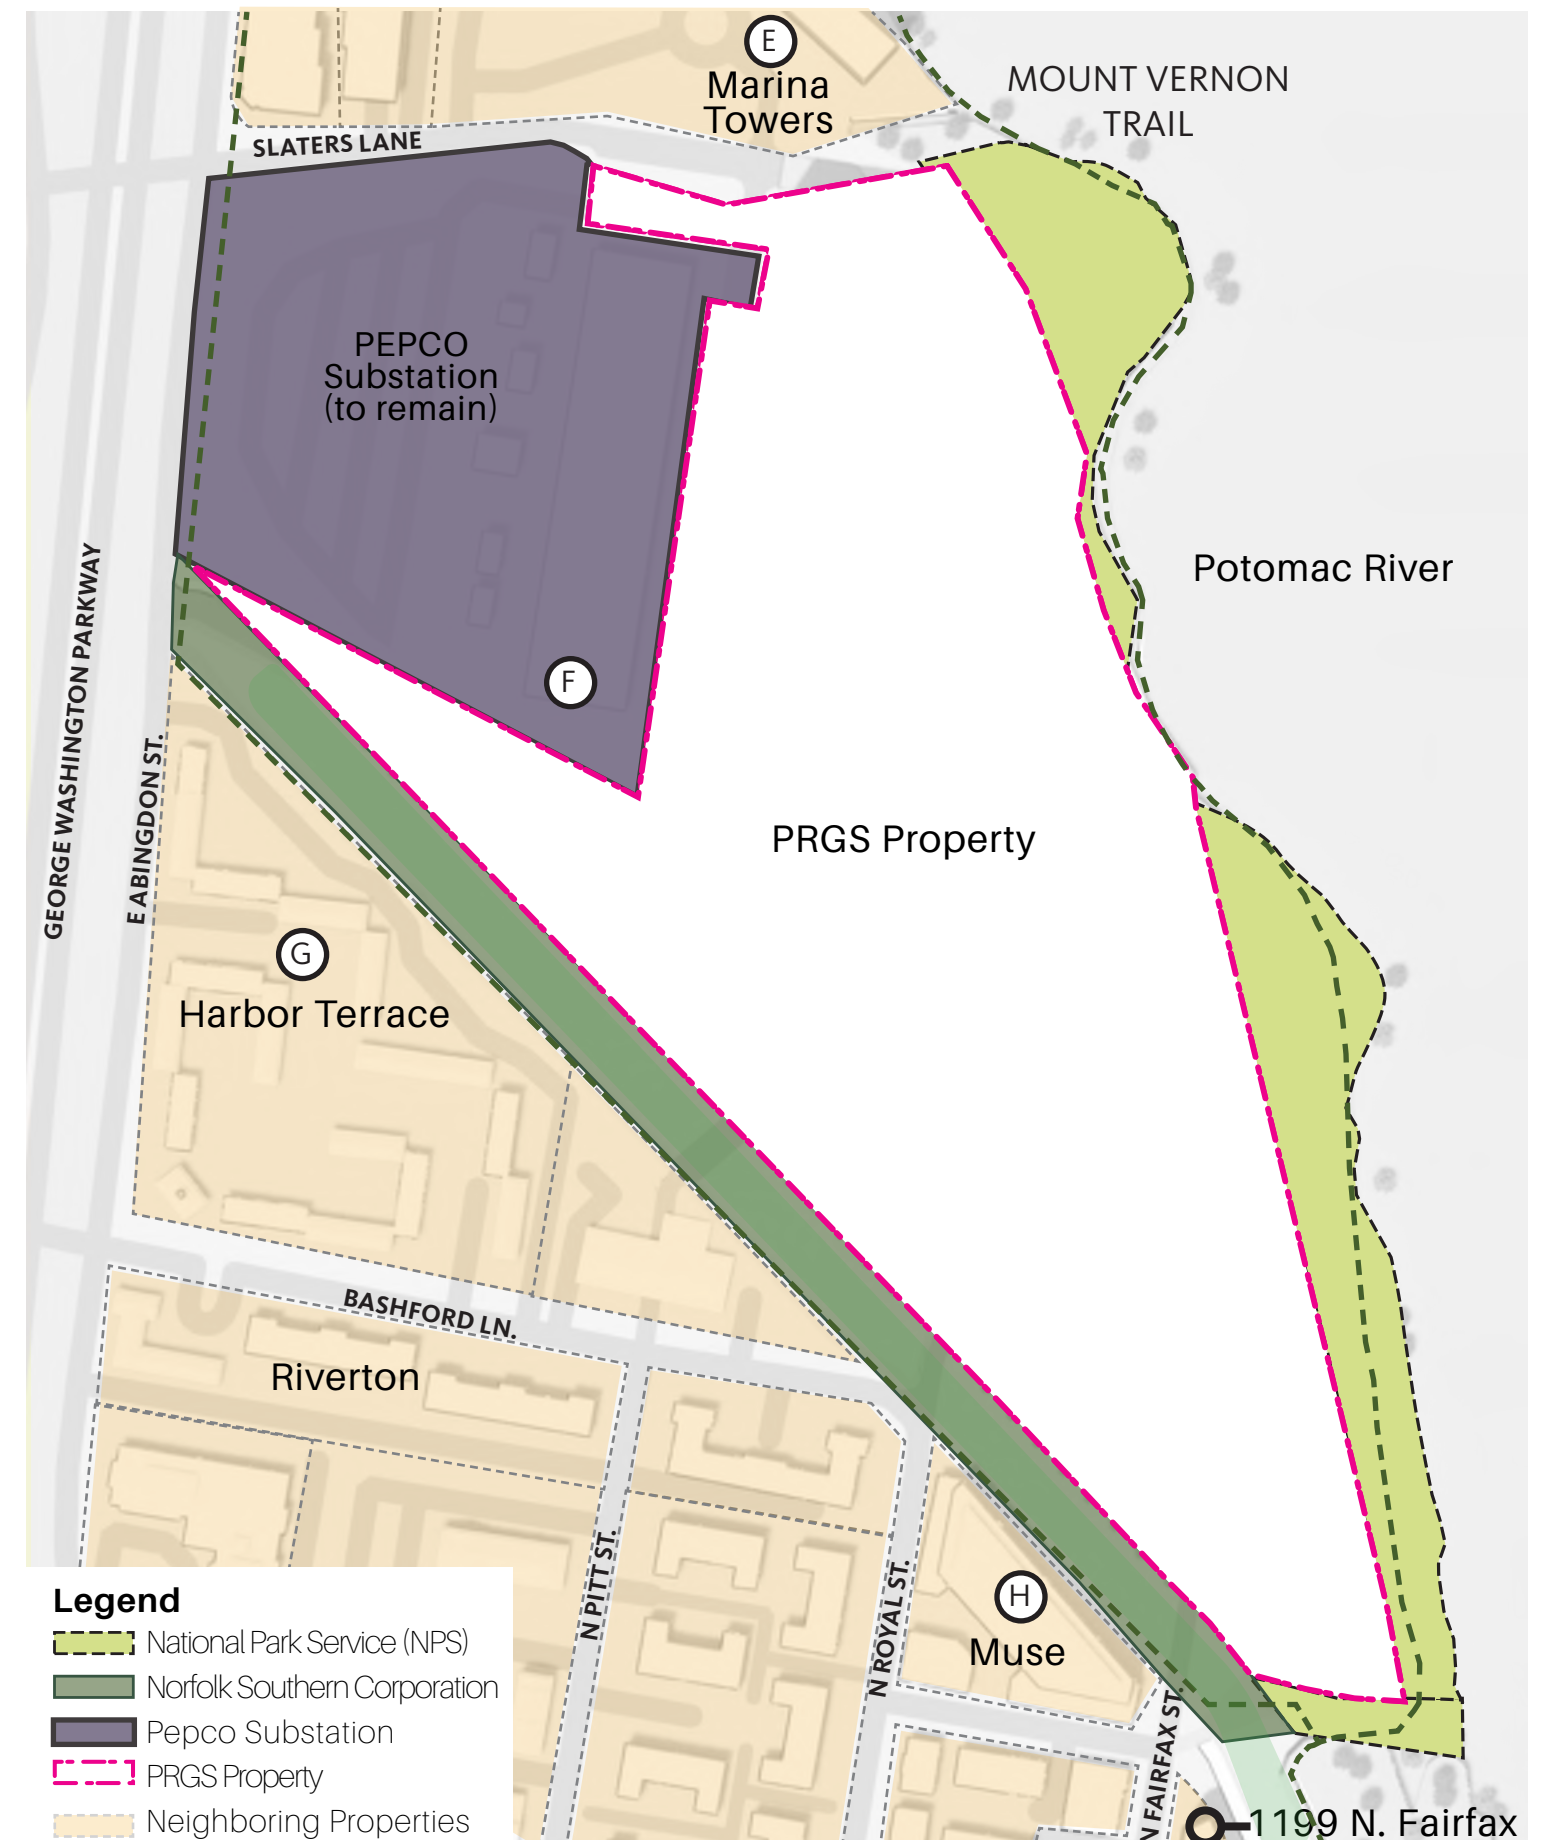 E
Marina
Towers
MOUNT VERNON
TRAIL
SLATERS LANE
PEPCO
Substation
(to remain)
Potomac River
GEORGE WASHINGTON PARKWAY
F
E ABINGDON ST.
PRGS Property
G
Harbor Terrace
BASHFORD LN.
Riverton
N PITT ST.
N ROYAL ST.
H
Muse
N FAIRFAX ST
1199 N. Fairfax
Legend
National Park Service (NPS)
Norfolk Southern Corporation
Pepco Substation
PRGS Property
Neighboring Properties